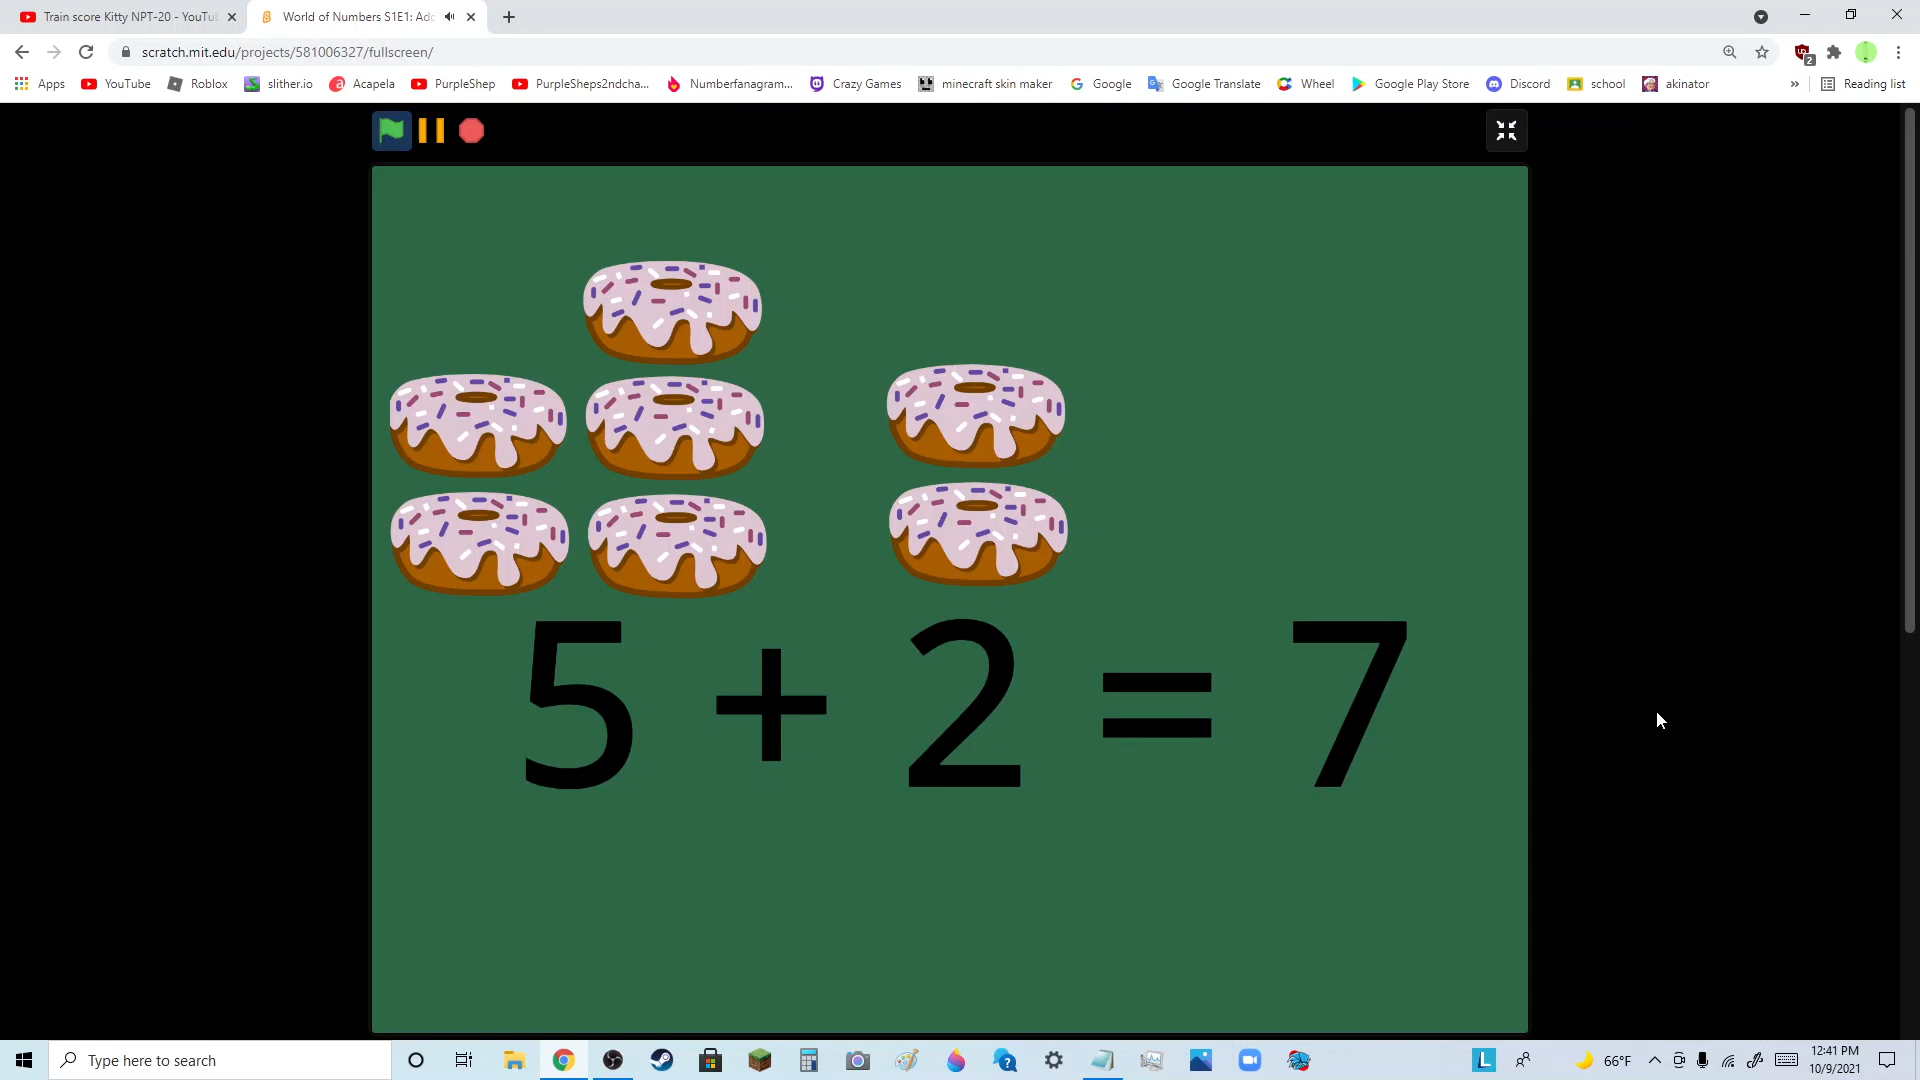 Train score Kitty NPT-20 - YouTu
World of Numbers S1E1: Adc
scratch.mit.edu/projects/581006327/fullscreen/
2
Apps YouTube Roblox slither.io Acapela PurpleShep PurpleSheps2ndcha... Numberfanagram... Crazy Games minecraft skin maker Google Google Translate Wheel Google Play Store Discord school akinator » Reading list
5 + 2 = 7
Type here to search
L
66°F
12:41 PM
10/9/2021